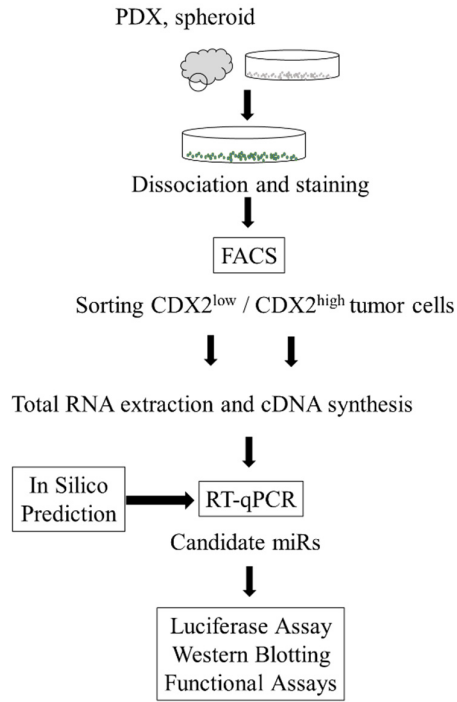 PDX, spheroid
Dissociation and staining
FACS
Sorting CDX2low / CDX2high tumor cells
Total RNA extraction and cDNA synthesis
In Silico
Prediction
RT-qPCR
Candidate miRs
Luciferase Assay
Western Blotting
Functional Assays